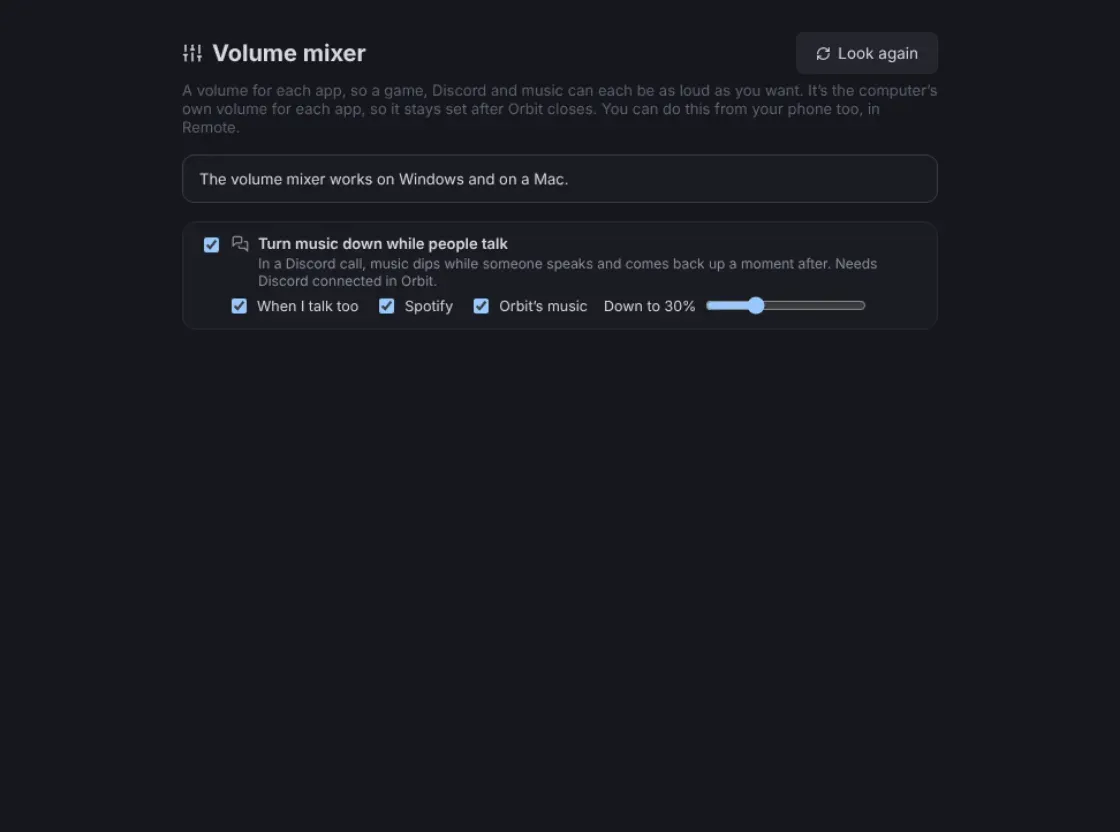 Volume mixer
Look again
A volume for each app, so a game, Discord and music can each be as loud as you want. It’s the computer’s
own volume for each app, so it stays set after Orbit closes. You can do this from your phone too, in
Remote.
The volume mixer works on Windows and on a Mac.
Turn music down while people talk
In a Discord call, music dips while someone speaks and comes back up a moment after. Needs
Discord connected in Orbit.
When I talk too Spotify Orbit’s music Down to 30%